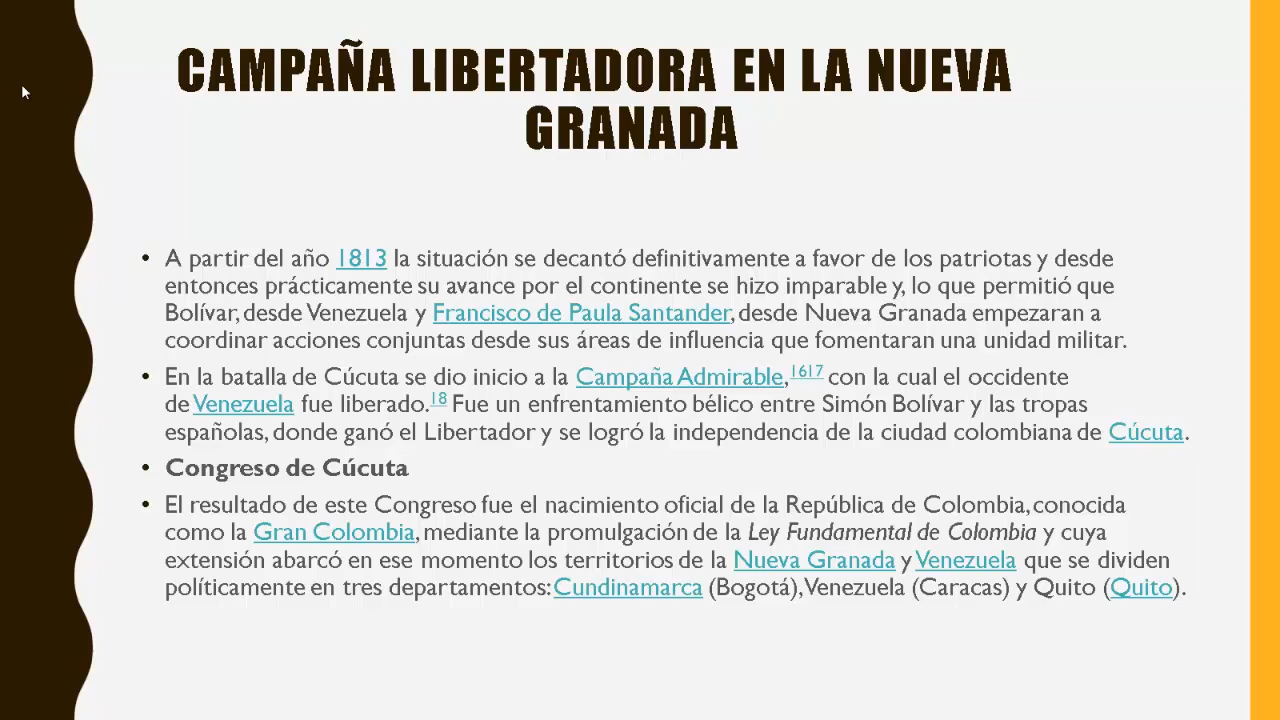 CAMPAÑA LIBERTADORA EN LA NUEVA
GRANADA
• A partir del año 1813 la situación se decantó definitivamente a favor de los patriotas y desde
entonces prácticamente su avance por el continente se hizo imparable y, lo que permitió que
Bolívar, desde Venezuela y Francisco de Paula Santander, desde Nueva Granada empezaran a
coordinar acciones conjuntas desde sus áreas de influencia que fomentaran una unidad militar.
• En la batalla de Cúcuta se dio inicio a la Campaña Admirable,1617 con la cual el occidente
de Venezuela fue liberado.18 Fue un enfrentamiento bélico entre Simón Bolívar y las tropas
españolas, donde ganó el Libertador y se logró la independencia de la ciudad colombiana de Cúcuta.
• Congreso de Cúcuta
• El resultado de este Congreso fue el nacimiento oficial de la República de Colombia, conocida
como la Gran Colombia, mediante la promulgación de la Ley Fundamental de Colombia y cuya
extensión abarcó en ese momento los territorios de la Nueva Granada y Venezuela que se dividen
políticamente en tres departamentos: Cundinamarca (Bogotá), Venezuela (Caracas) y Quito (Quito).